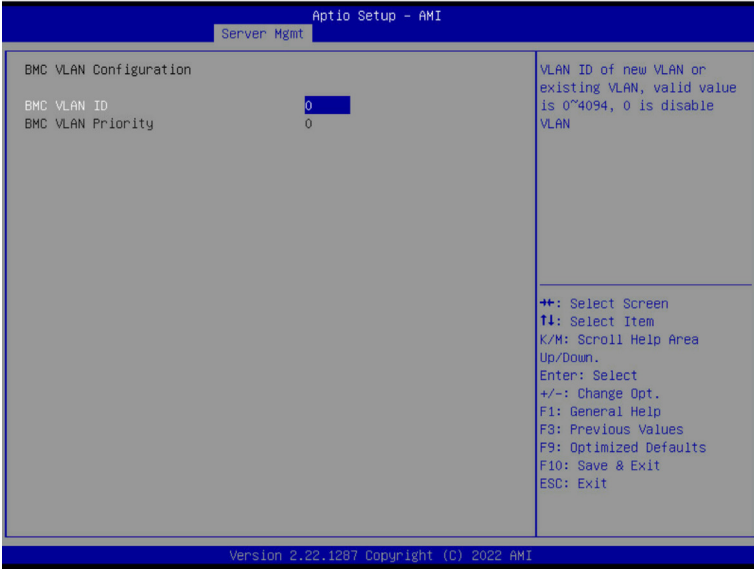 Aptio Setup - AMI
Server Mgmt
BMC VLAN Configuration
BMC VLAN ID 0
BMC VLAN Priority 0
VLAN ID of new VLAN or
existing VLAN, valid value
is 0~4094, 0 is disable
VLAN
→←: Select Screen
↑↓: Select Item
K/M: Scroll Help Area
Up/Down.
Enter: Select
+/-: Change Opt.
F1: General Help
F3: Previous Values
F9: Optimized Defaults
F10: Save & Exit
ESC: Exit
Version 2.22.1287 Copyright (C) 2022 AMI